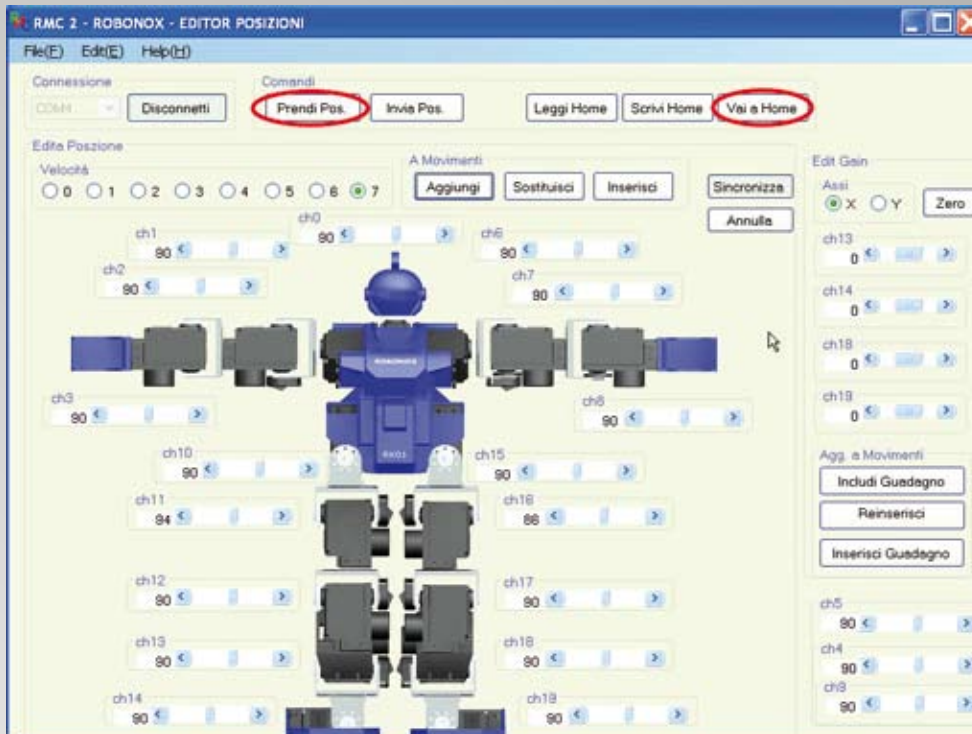 RMC 2 - ROBONOX - EDITOR POSIZIONI
File(F) Edit(E) Help(H)
Connessione
COM4 Disconnetti
Comandi
Prendi Pos. Invia Pos. Leggi Home Scrivi Home Vai a Home
Edita Poszione
Velocità
0 1 2 3 4 5 6 7
A Movimenti
Aggiungi Sostituisci Inserisci
Sincronizza
Annulla
Edit Gain
Assi
X Y Zero
ch0
90
ch1
90
ch6
90
ch2
90
ch7
90
ch3
90
ch8
90
ROBONOX
RK01
ch10
90
ch15
90
ch11
94
ch16
86
ch12
90
ch17
90
ch13
90
ch18
90
ch14
90
ch19
90
ch13
0
ch14
0
ch18
0
ch19
0
Agg. a Movimenti
Includi Guadagno
Reinserisci
Inserisci Guadagno
ch5
90
ch4
90
ch9
90